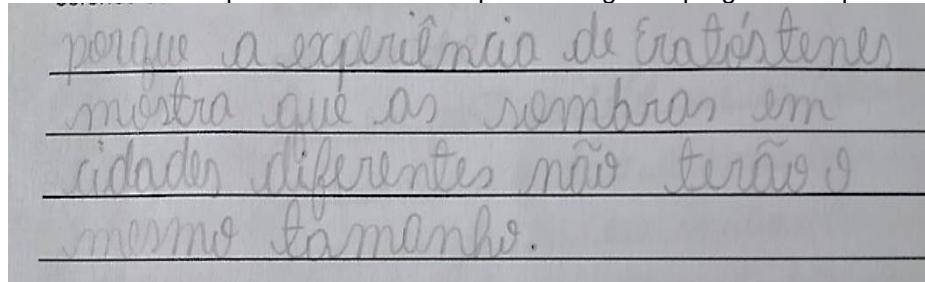 porque a experiência de Eratóstenes
mostra que as sombras em
cidades diferentes não terão o
mesmo tamanho.